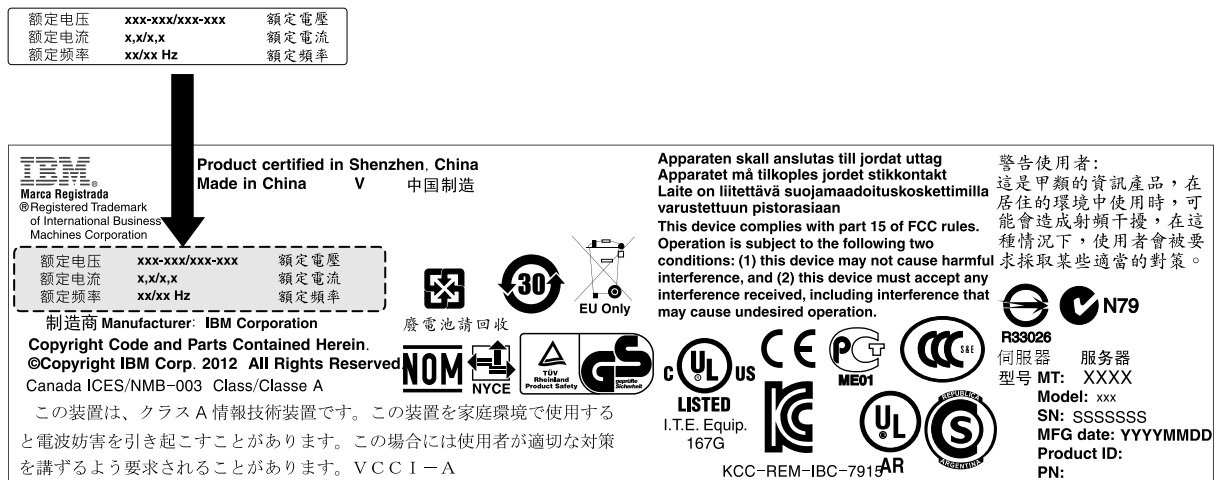 额定电压 xxx-xxx/xxx-xxx 額定電壓
额定电流 x,x/x,x 額定電流
额定频率 xx/xx Hz 額定頻率
IBM®
Marca Registrada
® Registered Trademark
of International Business
Machines Corporation
Product certified in Shenzhen, China
Made in China V 中国制造
额定电压 xxx-xxx/xxx-xxx 額定電壓
额定电流 x,x/x,x 額定電流
额定频率 xx/xx Hz 額定頻率
制造商 Manufacturer: IBM Corporation
Copyright Code and Parts Contained Herein.
©Copyright IBM Corp. 2012 All Rights Reserved.
Canada ICES/NMB-003 Class/Classe A
この装置は、クラス A 情報技術装置です。この装置を家庭環境で使用する
と電波妨害を引き起こすことがあります。この場合には使用者が適切な対策
を講ずるよう要求されることがあります。VCCI-A
廢電池請回收
30
EU Only
NOM
NYCE
TÜV
Rheinland
Product Safety
GS
geprüfte
Sicherheit
Apparaten skall anslutas till jordat uttag
Apparatet må tilkoples jordet stikkontakt
Laite on liitettävä suojamaadoituskoskettimilla
varustettuun pistorasiaan
This device complies with part 15 of FCC rules.
Operation is subject to the following two
conditions: (1) this device may not cause harmful
interference, and (2) this device must accept any
interference received, including interference that
may cause undesired operation.
C UL US
LISTED
I.T.E. Equip.
167G
CE
PCT
ME01
CCC S&E
KC
KCC-REM-IBC-7915
UL
AR
REPUBLICA
S
ARGENTINA
警告使用者:
這是甲類的資訊產品，在
居住的環境中使用時，可
能會造成射頻干擾，在這
種情況下，使用者會被要
求採取某些適當的對策。
R33026
N79
伺服器 服务器
型号 MT: XXXX
Model: xxx
SN: SSSSSSS
MFG date: YYYYMMDD
Product ID:
PN: